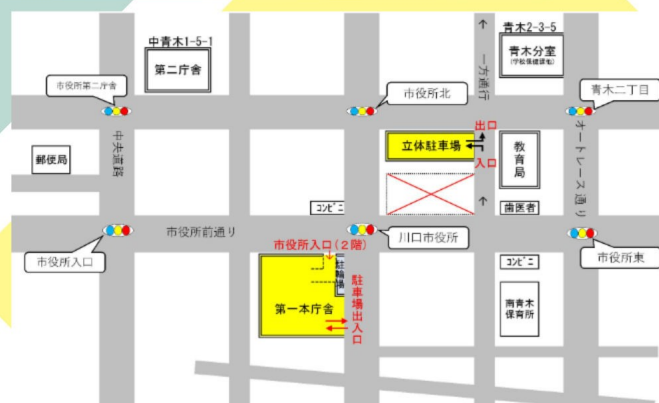 中青木1-5-1
第二庁舎
青木2-3-5
青木分室
一方通行
市役所第二庁舎
市役所北
青木二丁目
出口
立体駐車場
入口
教育局
中央道路
オートレース通り
郵便局
コンビニ
歯医者
市役所前通り
川口市役所
市役所入口
市役所入口(2階)
市役所東
駐輪場
コンビニ
第一本庁舎
駐車場出入口
南青木
保育所